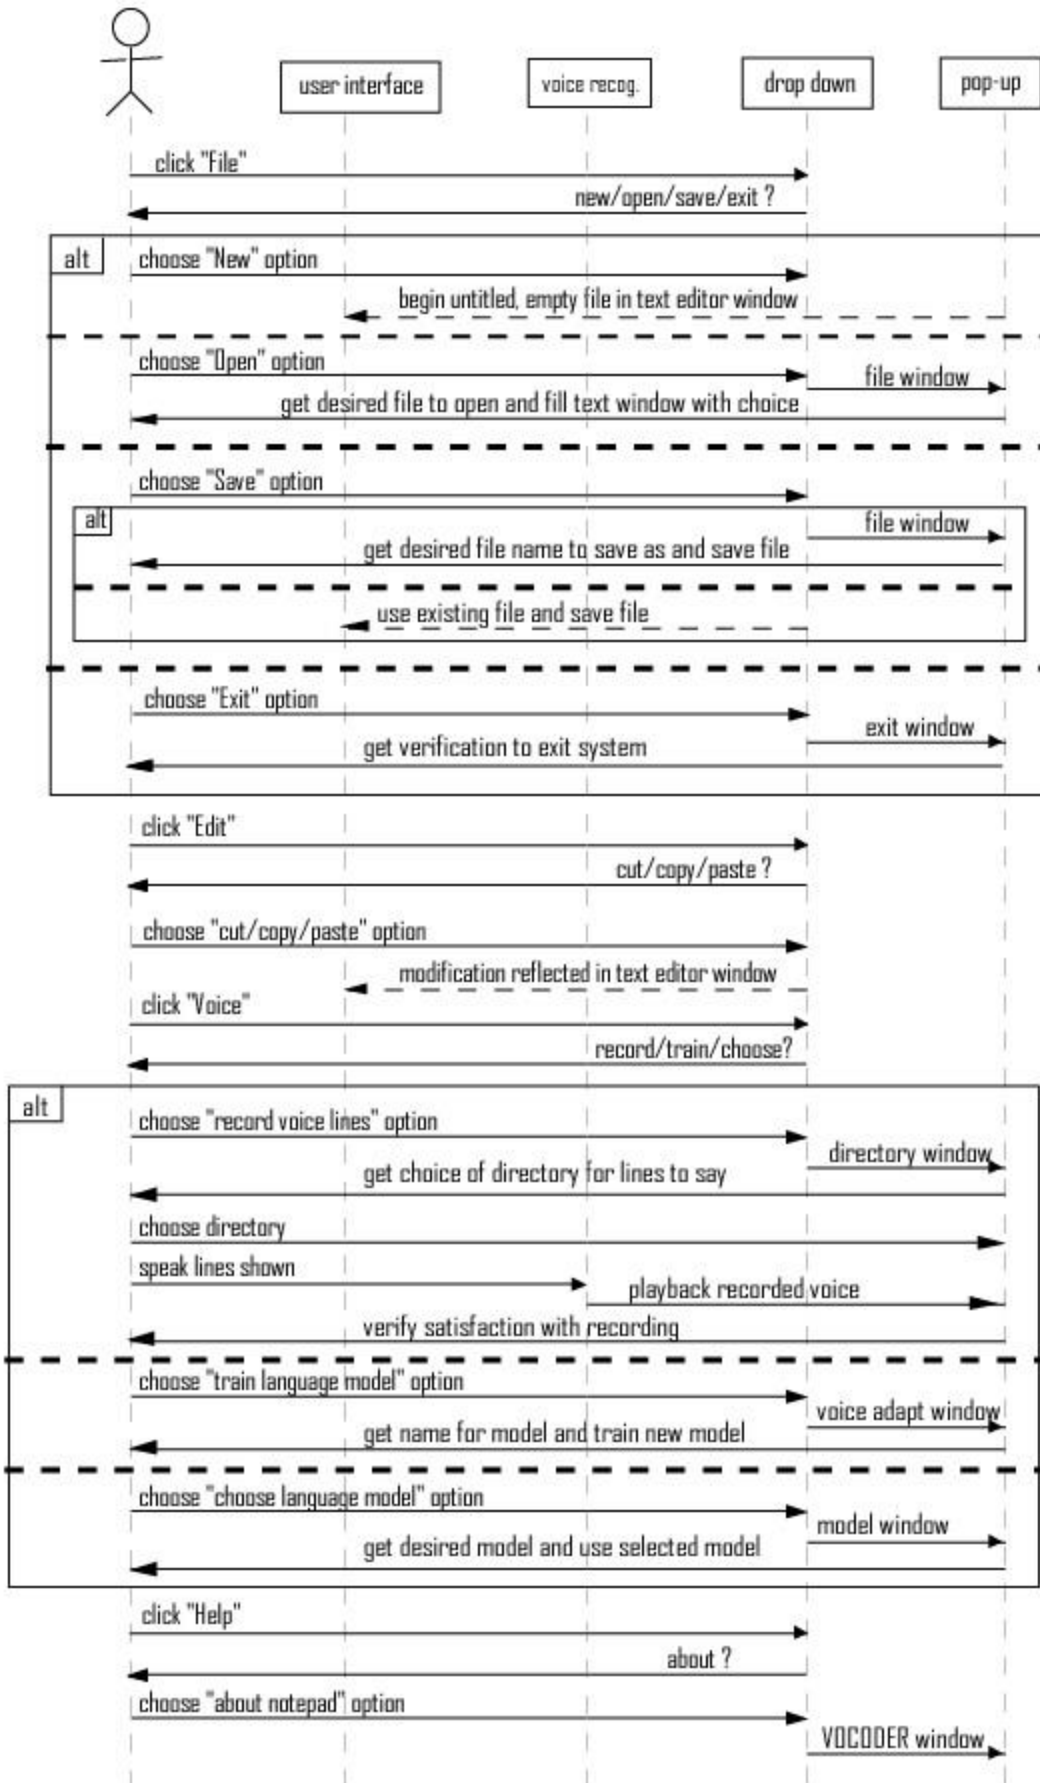 user interface
voice recog.
drop down
pop-up
click "File"
new/open/save/exit ?
alt
choose "New" option
begin untitled, empty file in text editor window
choose "Open" option
file window
get desired file to open and fill text window with choice
choose "Save" option
alt
file window
get desired file name to save as and save file
use existing file and save file
choose "Exit" option
exit window
get verification to exit system
click "Edit"
cut/copy/paste ?
choose "cut/copy/paste" option
modification reflected in text editor window
click "Voice"
record/train/choose?
alt
choose "record voice lines" option
directory window
get choice of directory for lines to say
choose directory
speak lines shown
playback recorded voice
verify satisfaction with recording
choose "train language model" option
voice adapt window
get name for model and train new model
choose "choose language model" option
model window
get desired model and use selected model
click "Help"
about ?
choose "about notepad" option
VOCODER window